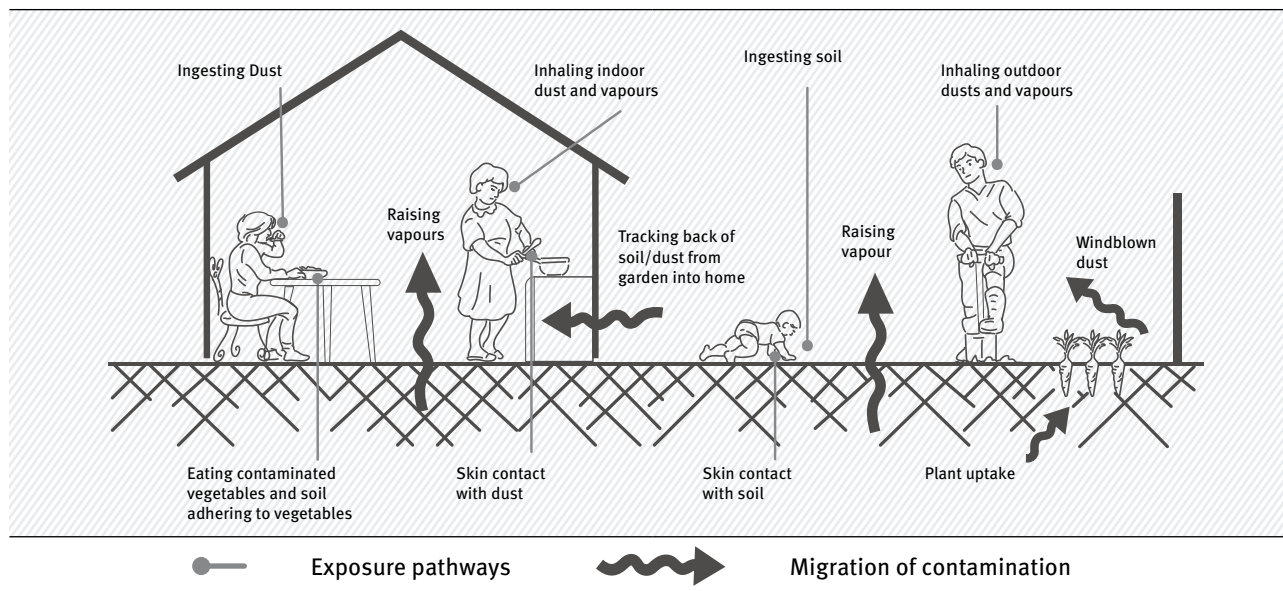 Ingesting Dust
Inhaling indoor
dust and vapours
Ingesting soil
Inhaling outdoor
dusts and vapours
Raising
vapours
Tracking back of
soil/dust from
garden into home
Raising
vapour
Windblown
dust
Eating contaminated
vegetables and soil
adhering to vegetables
Skin contact
with dust
Skin contact
with soil
Plant uptake
Exposure pathways
Migration of contamination